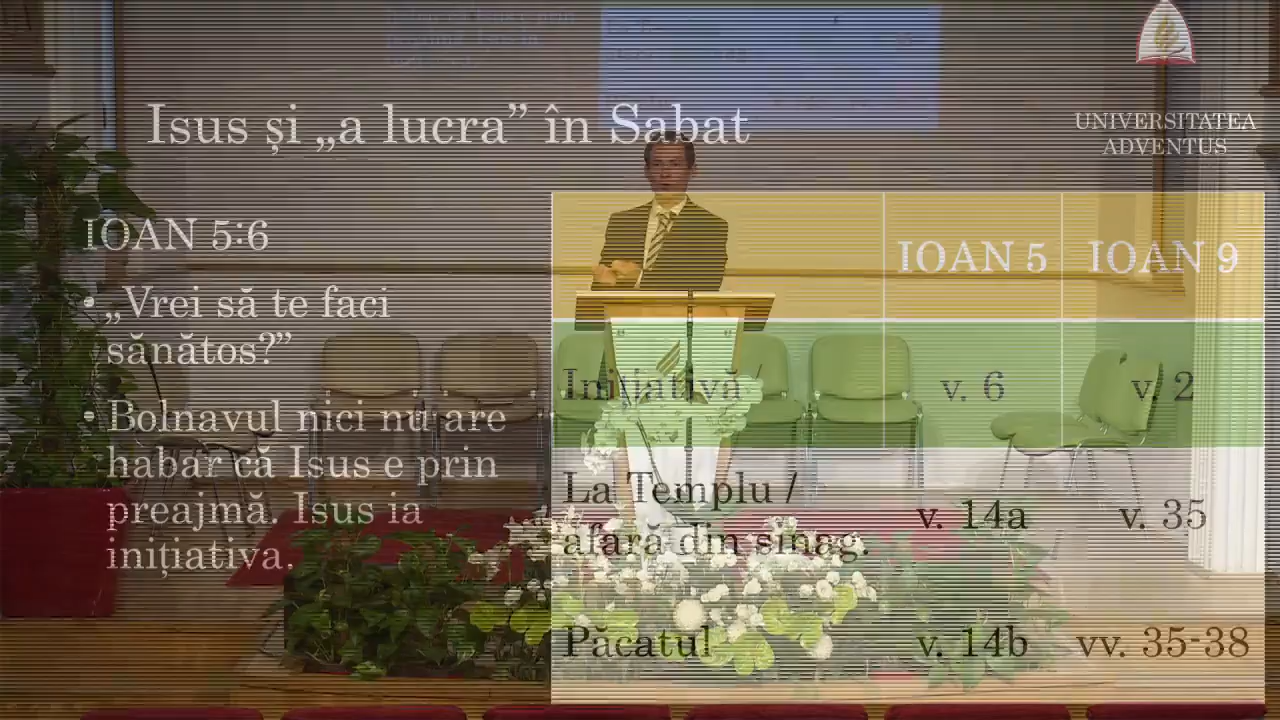 Isus și „a lucra” în Sabat
UNIVERSITATEA
ADVENTUS
IOAN 5:6
• „Vrei să te faci
sănătos?”
• Bolnavul nici nu are
habar că Isus e prin
preajmă. Isus ia
inițiativa.
IOAN 5 IOAN 9
Inițiativă / v. 6 v. 2
La Templu / v. 14a v. 35
afară din sinag.
Păcatul v. 14b vv. 35-38